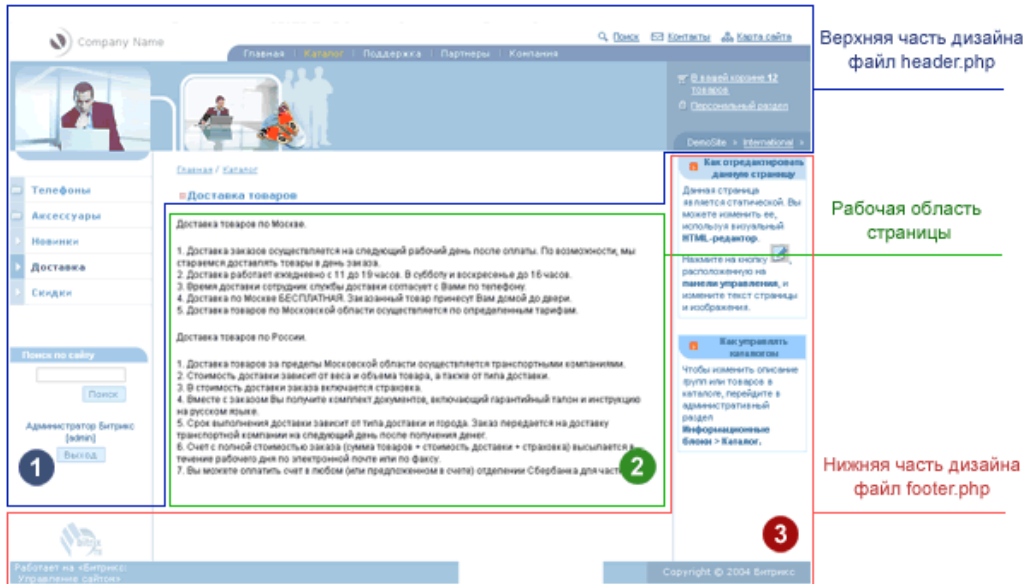 Company Name
Поиск Контакты Карта сайта
Главная Каталог Поддержка Партнеры Компания
В вашей корзине 12
товаров
Персональный раздел
DemoSite > International >
Главная / Каталог
Доставка товаров
Телефоны
Аксессуары
Новинки
Доставка
Скидки
Поиск по сайту
Поиск
Администратор Битрикс
[admin]
Выход
1
Доставка товаров по Москве.
1. Доставка заказов осуществляется на следующий рабочий день после оплаты. По возможности, мы
стараемся доставлять товары в день заказа.
2. Доставка работает ежедневно с 11 до 19 часов. В субботу и воскресенье до 16 часов.
3. Время доставки сотрудник службы доставки согласует с Вами по телефону.
4. Доставка по Москве БЕСПЛАТНАЯ. Заказанный товар принесут Вам домой до двери.
5. Доставка товаров по Московской области осуществляется по определенным тарифам.
Доставка товаров по России.
1. Доставка товаров за пределы Московской области осуществляется транспортными компаниями.
2. Стоимость доставки зависит от веса и объема товара, а также от типа доставки.
3. В стоимость доставки заказа включается страховка.
4. Вместе с заказом Вы получите комплект документов, включающий гарантийный талон и инструкцию
на русском языке.
5. Срок выполнения доставки зависит от типа доставки и города. Заказ передается на доставку
транспортной компании на следующий день после получения денег.
6. Счет с полной стоимостью заказа (сумма товаров + стоимость доставки + страховка) высылается в
течение рабочего дня по электронной почте или по факсу.
7. Вы можете оплатить счет в любом (или предложенном в счете) отделении Сбербанка для част
2
Как отредактировать
данную страницу
Данная страница
является статической. Вы
можете изменить ее,
используя визуальный
HTML-редактор.
Нажмите на кнопку ,
расположенную на
панели управления, и
измените текст страницы
и изображения.
Как управлять
каталогом
Чтобы изменить описание
групп или товаров в
каталоге, перейдите в
административный
раздел
Информационные
блоки > Каталог.
3
bitrix
Работает на «Битрикс:
Управление сайтом»
Copyright © 2004 Битрикс
Верхняя часть дизайна
файл header.php
Рабочая область
страницы
Нижняя часть дизайна
файл footer.php